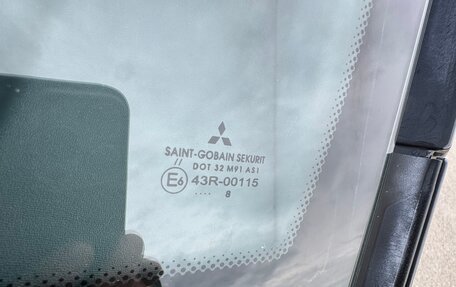 SAINT-GOBAIN SEKURIT
//
DOT 32 M91 AS1
E6 43R-00115
.... 8